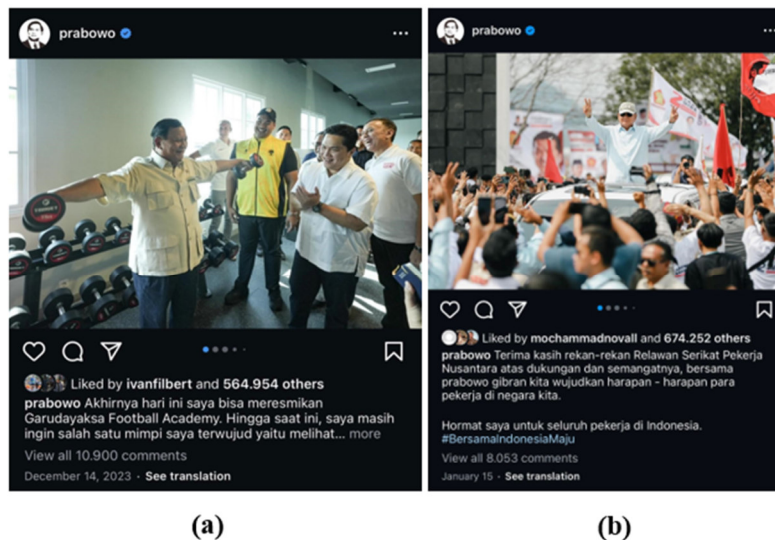 prabowo
Liked by ivanfilbert and 564.954 others
prabowo Akhirnya hari ini saya bisa meresmikan
Garudayaksa Football Academy. Hingga saat ini, saya masih
ingin salah satu mimpi saya terwujud yaitu melihat... more
View all 10.900 comments
December 14, 2023 · See translation
(a)
prabowo
Liked by mochammadnovall and 674.252 others
prabowo Terima kasih rekan-rekan Relawan Serikat Pekerja
Nusantara atas dukungan dan semangatnya, bersama
prabowo gibran kita wujudkan harapan - harapan para
pekerja di negara kita.
Hormat saya untuk seluruh pekerja di Indonesia.
#BersamaIndonesiaMaju
View all 8.053 comments
January 15 · See translation
(b)